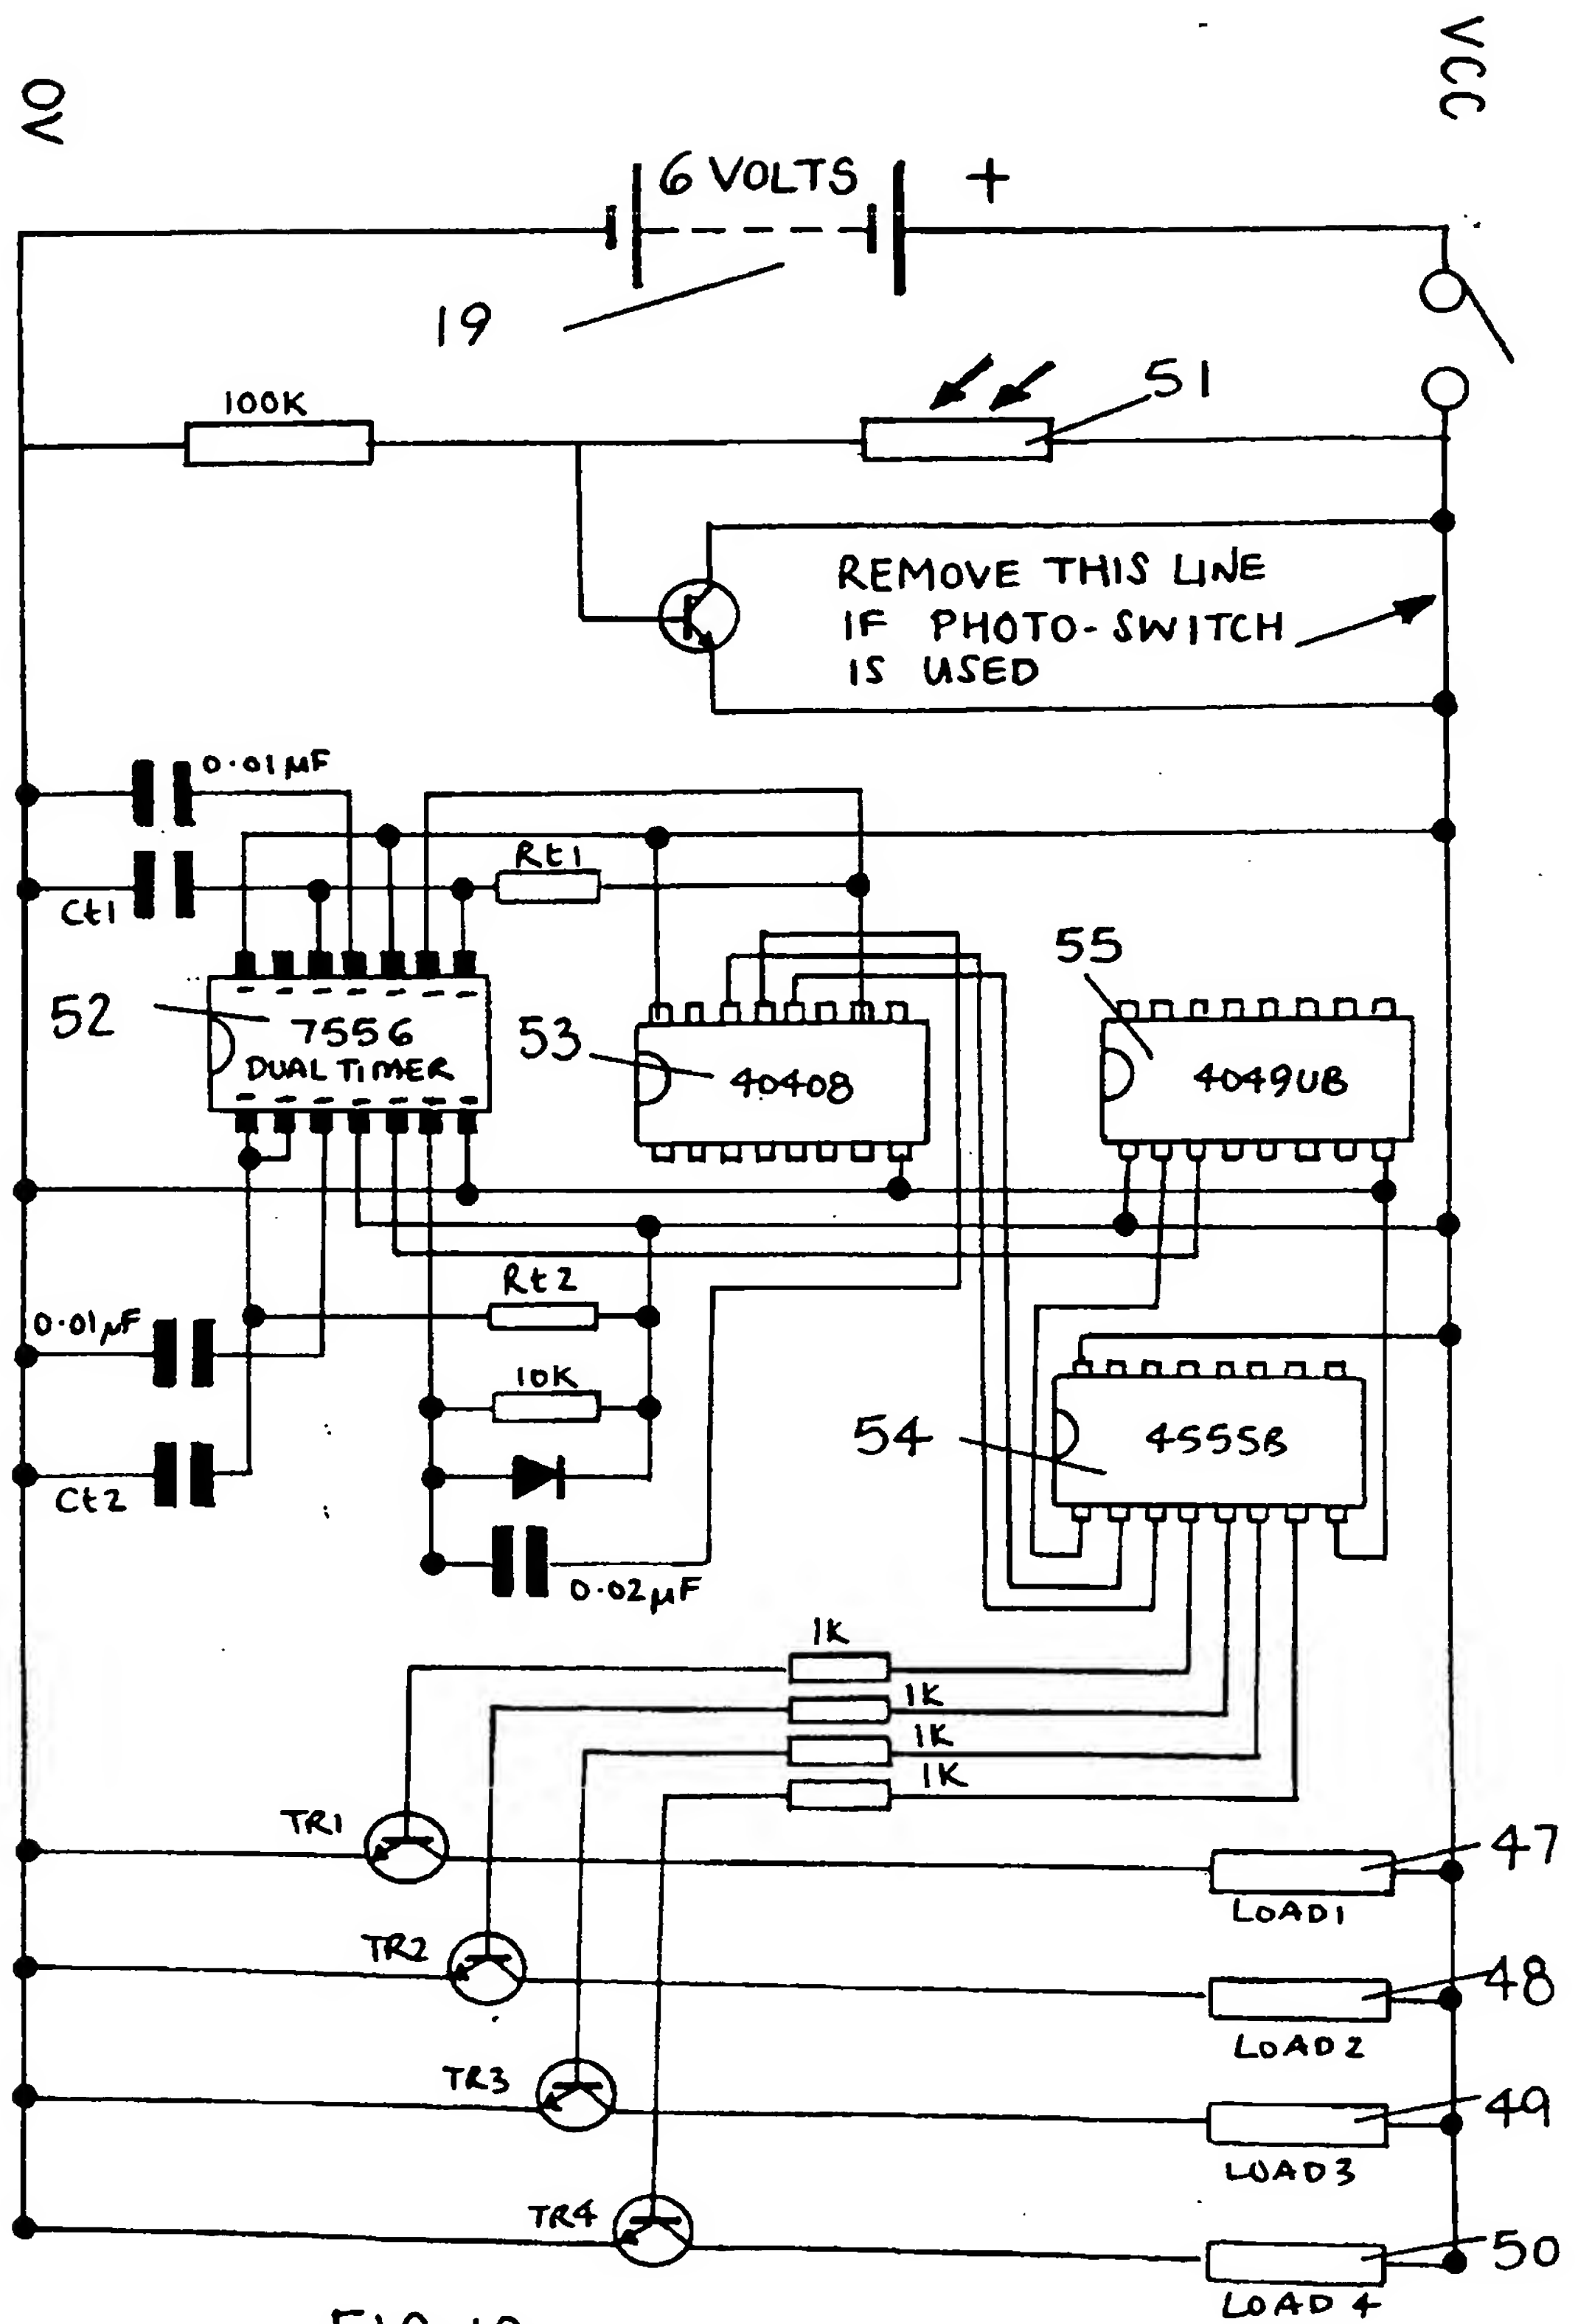 0V
VCC
6 VOLTS
+
19
100K
51
REMOVE THIS LINE
IF PHOTO-SWITCH
IS USED
0.01µF
Rt1
Ct1
55
52
7556
DUAL TIMER
53
4040B
4049UB
Rt2
0.01µF
10K
54
4555B
Ct2
0.02µF
1K
1K
1K
1K
TR1
47
LOAD1
TR2
48
LOAD2
TR3
49
LOAD3
TR4
50
LOAD 4